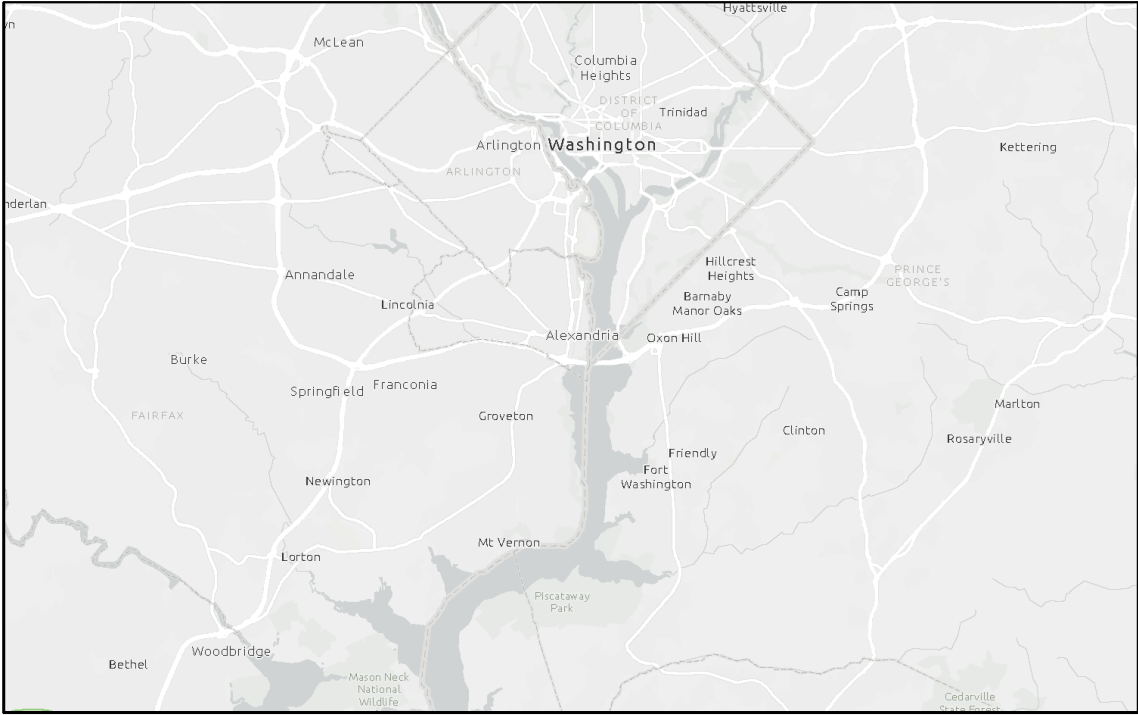 Hyattsville
McLean
Columbia
Heights
DISTRICT
OF
COLUMBIA
Trinidad
Arlington
Washington
Kettering
ARLINGTON
nderlan
Hillcrest
Heights
PRINCE
GEORGE'S
Annandale
Camp
Springs
Lincolnia
Barnaby
Manor Oaks
Alexandria
Oxon Hill
Burke
Springfield
Franconia
Marlton
FAIRFAX
Groveton
Clinton
Rosaryville
Friendly
Fort
Washington
Newington
Mt Vernon
Lorton
Piscataway
Park
Woodbridge
Bethel
Mason Neck
National
Wildlife
Cedarville
State Forest